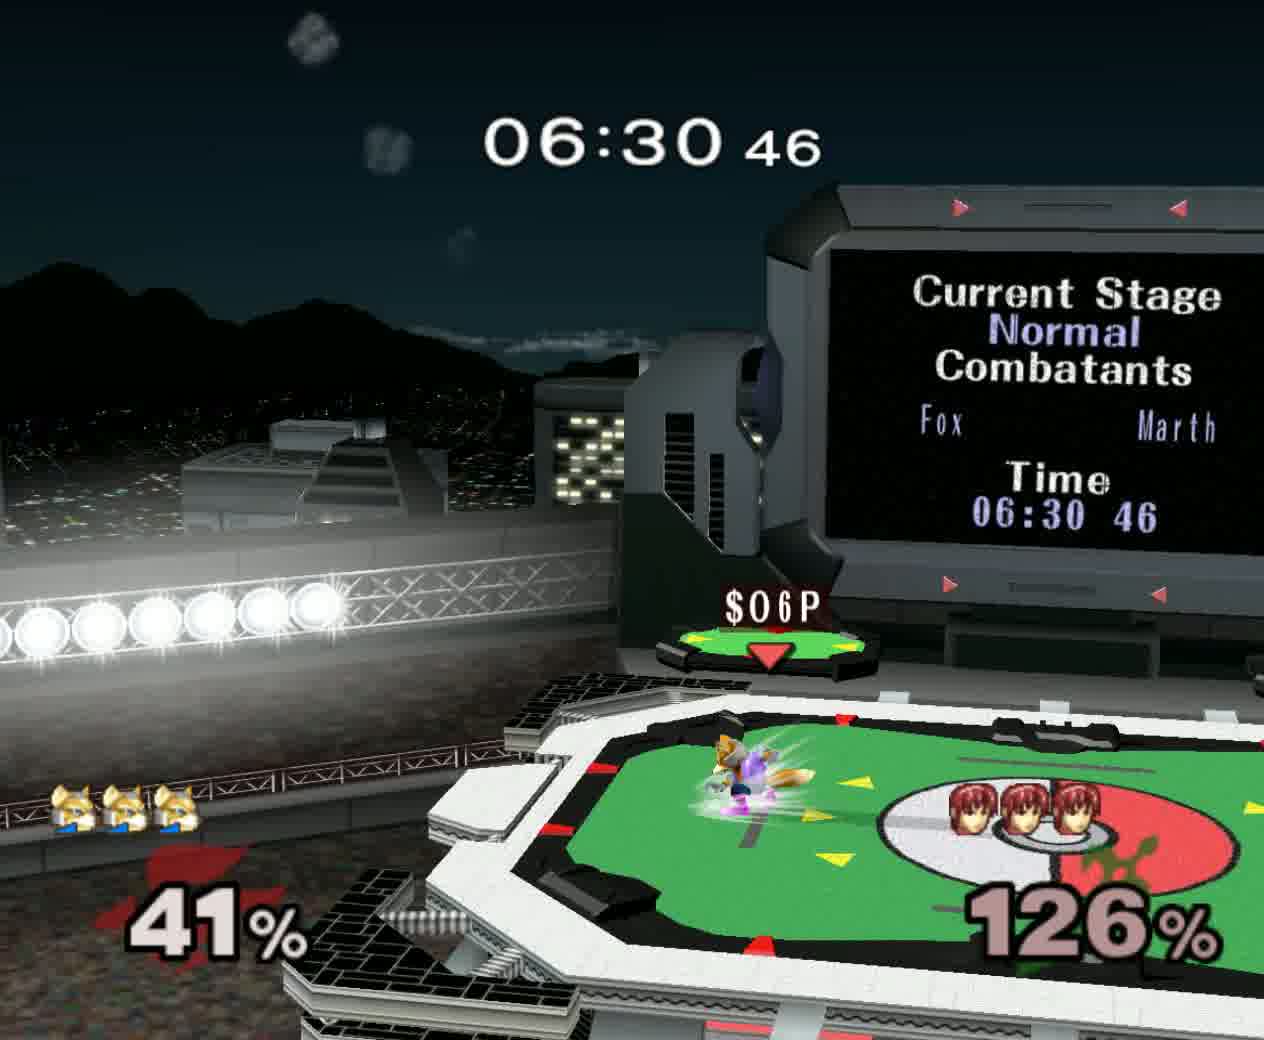 06:30 46
Current Stage
Normal
Combatants
Fox Marth
Time
06:30 46
$06P
41%
126%